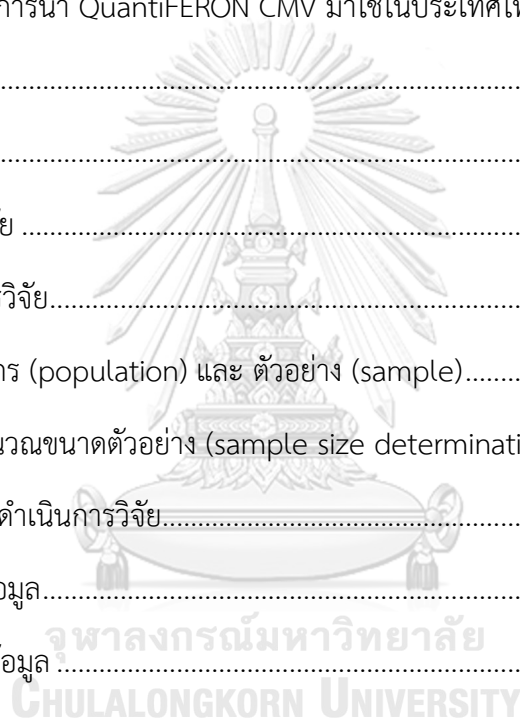 การนำ QuantiFERON CMV มาใช้ในประเทศไท
....................................................................
....................................................................
ัย ...............................................................
รวิจัย............................................................
าร (population) และ ตัวอย่าง (sample).........
นวณขนาดตัวอย่าง (sample size determinati
ดำเนินการวิจัย..............................................
อมูล............................................................
จุฬาลงกรณ์มหาวิทยาลัย
้อมูล ..........................................................
CHULALONGKORN UNIVERSITY